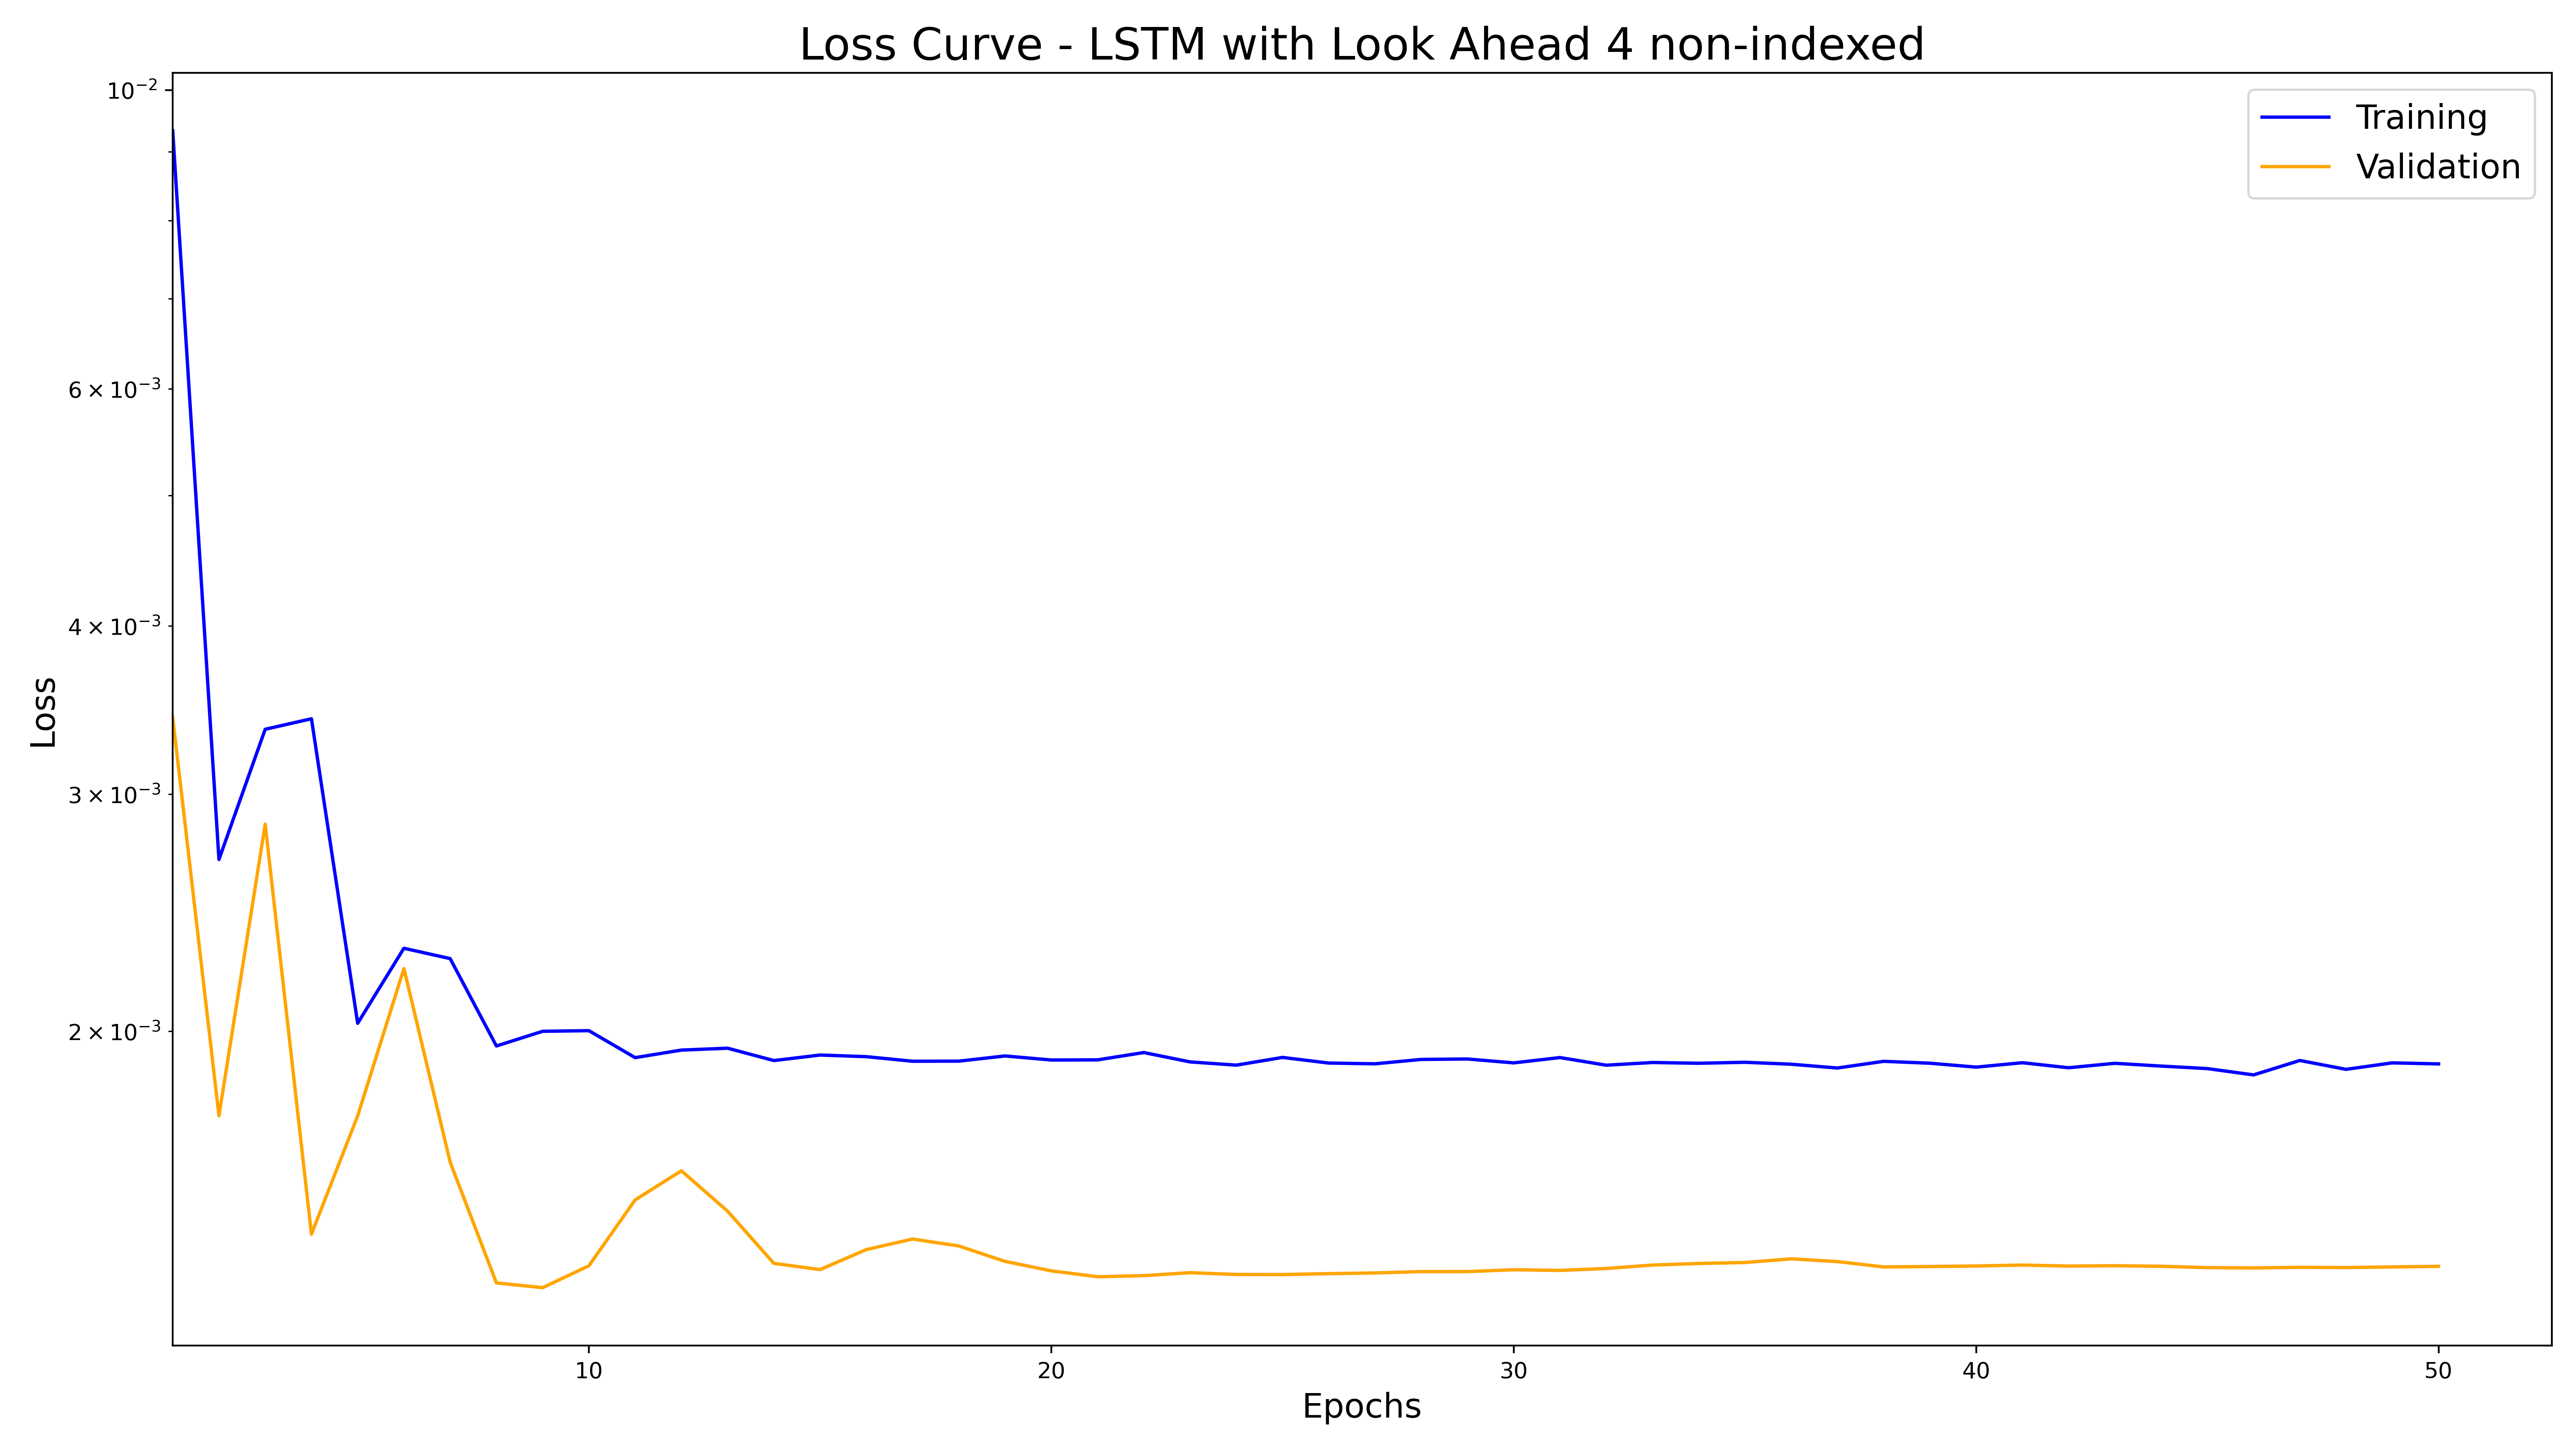 Loss Curve - LSTM with Look Ahead 4 non-indexed
10⁻²
6 × 10⁻³
4 × 10⁻³
3 × 10⁻³
2 × 10⁻³
Loss
Training
Validation
10 20 30 40 50
Epochs